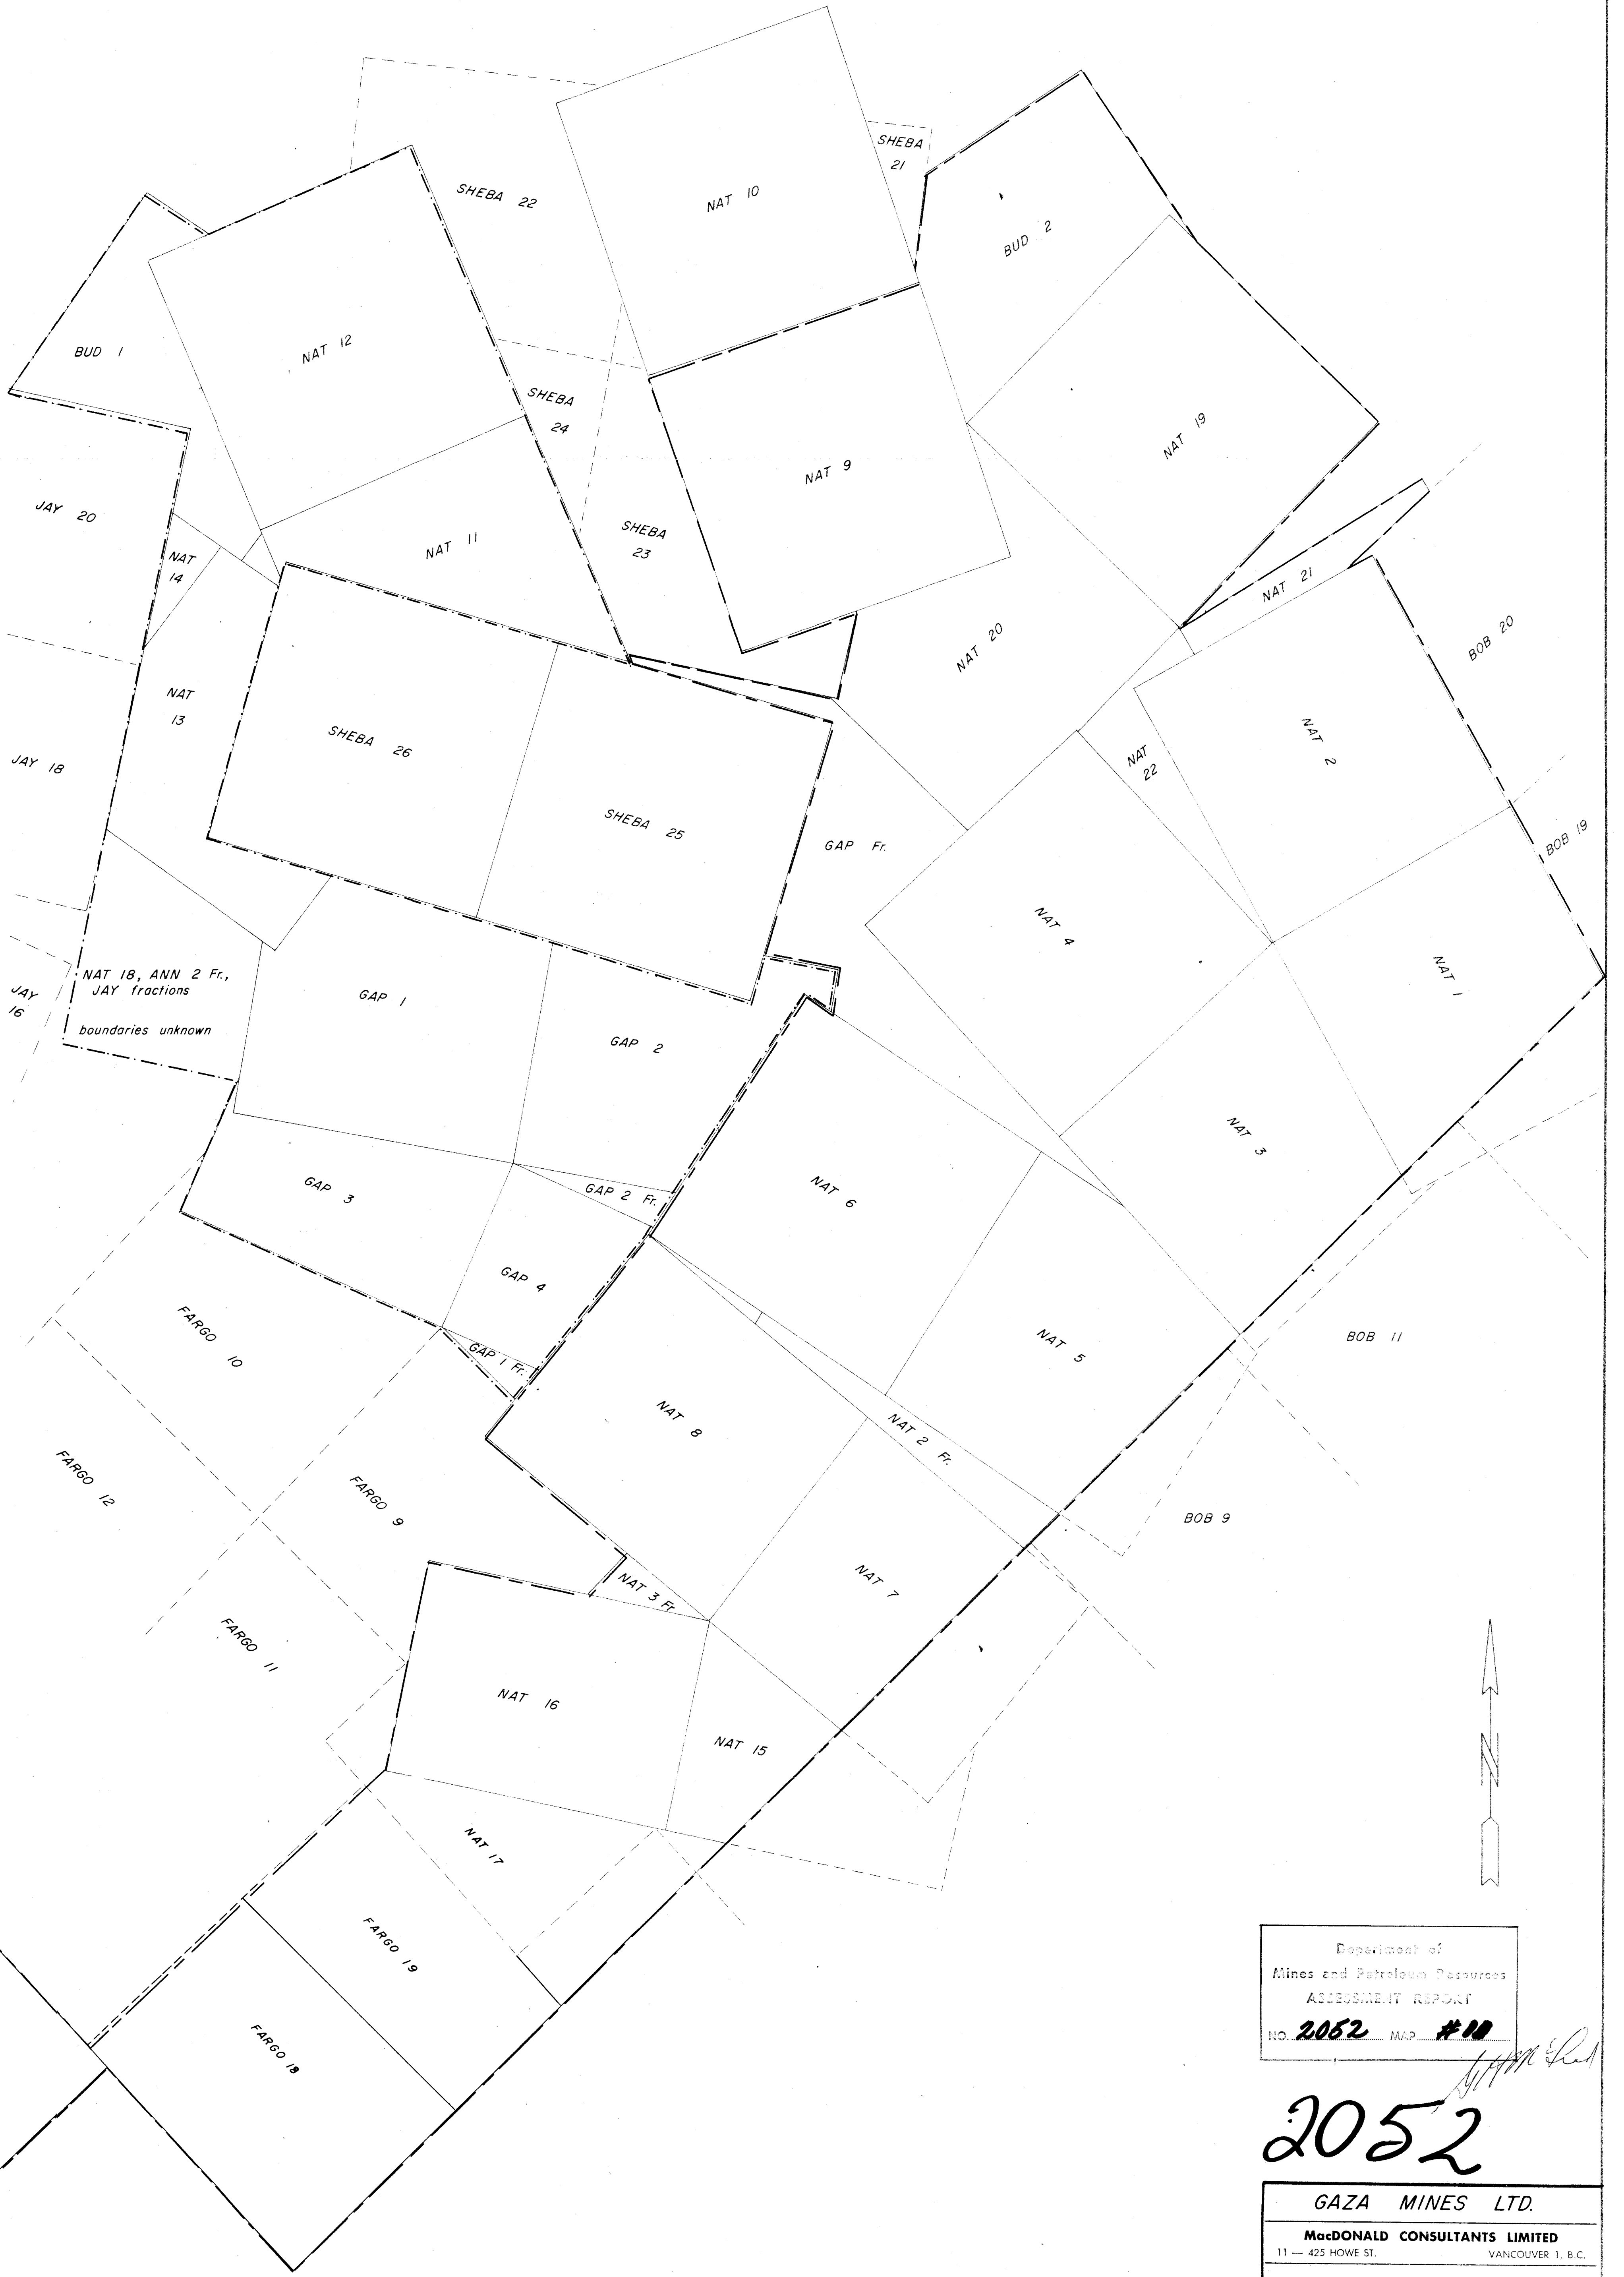 SHEBA
21
SHEBA 22
NAT 10
BUD 2
BUD 1
NAT 12
SHEBA
24
NAT 9
NAT 19
JAY 20
NAT 11
SHEBA
23
NAT
14
NAT 21
NAT 20
BOB 20
NAT
13
SHEBA 26
NAT
22
NAT 2
JAY 18
SHEBA 25
GAP Fr.
BOB 19
NAT 4
NAT 1
NAT 18, ANN 2 Fr.,
JAY fractions
boundaries unknown
JAY
16
GAP 1
GAP 2
NAT 3
GAP 3
GAP 2 Fr.
NAT 6
GAP 4
FARGO 10
GAP 1 Fr.
NAT 5
BOB 11
NAT 8
NAT 2 Fr.
FARGO 12
FARGO 9
BOB 9
NAT 3 Fr.
NAT 7
FARGO 11
NAT 16
NAT 15
N
NAT 17
FARGO 19
FARGO 18
Department of
Mines and Petroleum Resources
ASSESSMENT REPORT
NO. 2052 MAP
2052
GAZA MINES LTD.
MacDONALD CONSULTANTS LIMITED
11 — 425 HOWE ST. VANCOUVER 1, B.C.